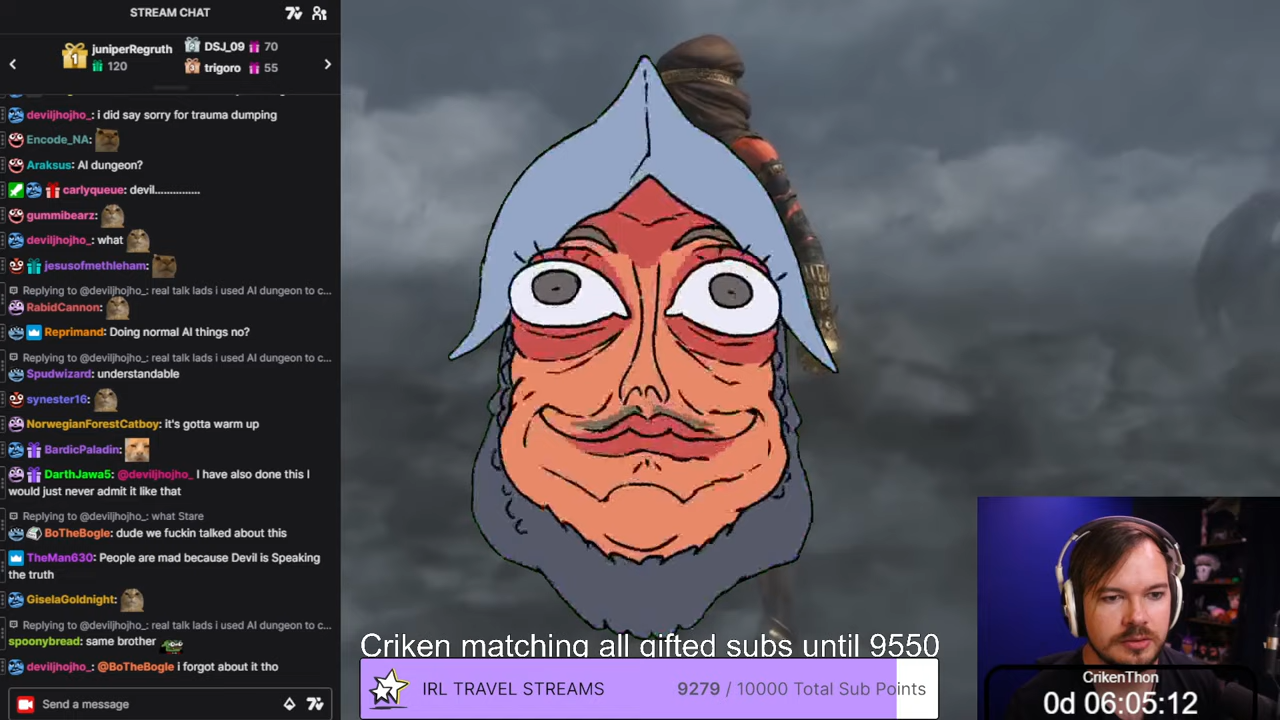 STREAM CHAT
juniperRegruth
120
DSJ_09 70
trigoro 55
deviljhojho_: i did say sorry for trauma dumping
Encode_NA:
Araksus: AI dungeon?
carlyqueue: devil...............
gummibearz:
deviljhojho_: what
jesusofmethleham:
Replying to @deviljhojho_: real talk lads i used AI dungeon to c...
RabidCannon:
Reprimand: Doing normal AI things no?
Replying to @deviljhojho_: real talk lads i used AI dungeon to c...
Spudwizard: understandable
synester16:
NorwegianForestCatboy: it's gotta warm up
BardicPaladin:
DarthJawa5: @deviljhojho_ I have also done this I
would just never admit it like that
Replying to @deviljhojho_: what Stare
BoTheBogle: dude we fuckin talked about this
TheMan630: People are mad because Devil is Speaking
the truth
GiselaGoldnight:
Replying to @deviljhojho_: real talk lads i used AI dungeon to c...
spoonybread: same brother
deviljhojho_: @BoTheBogle i forgot about it tho
Send a message
Criken matching all gifted subs until 9550
IRL TRAVEL STREAMS 9279 / 10000 Total Sub Points
CrikenThon
0d 06:05:12